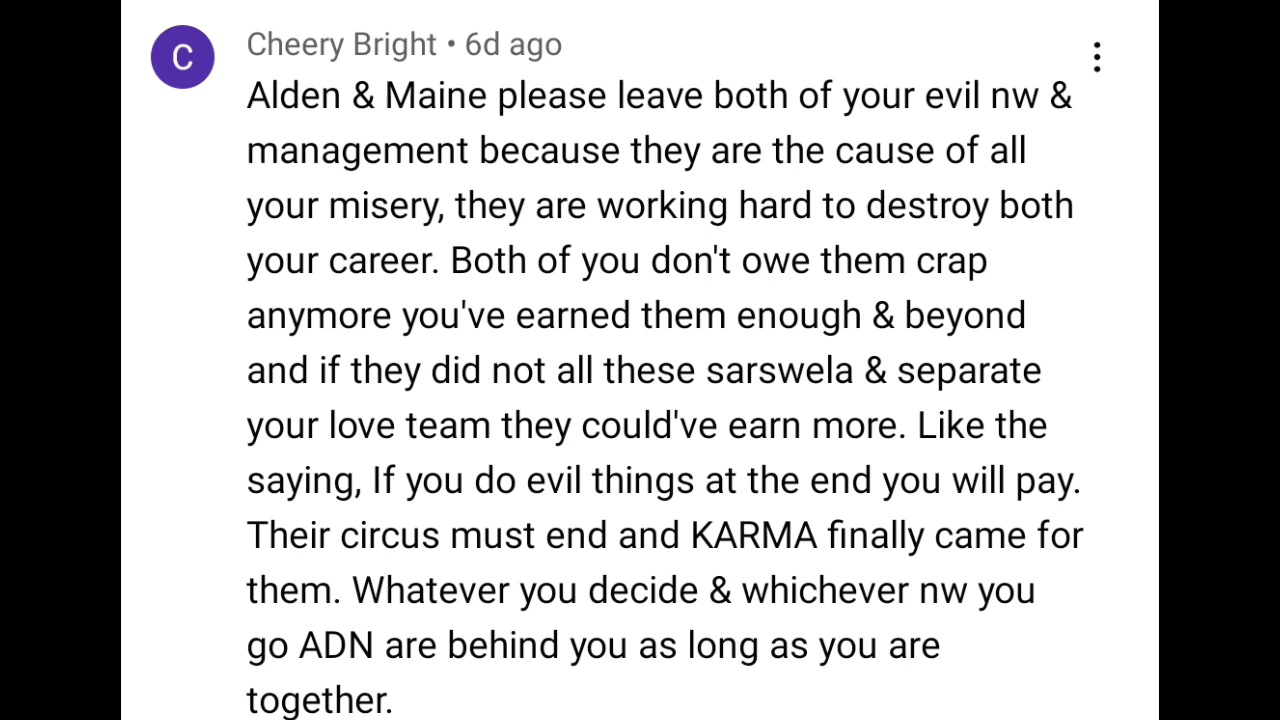 C
Cheery Bright • 6d ago
Alden & Maine please leave both of your evil nw &
management because they are the cause of all
your misery, they are working hard to destroy both
your career. Both of you don't owe them crap
anymore you've earned them enough & beyond
and if they did not all these sarswela & separate
your love team they could've earn more. Like the
saying, If you do evil things at the end you will pay.
Their circus must end and KARMA finally came for
them. Whatever you decide & whichever nw you
go ADN are behind you as long as you are
together.